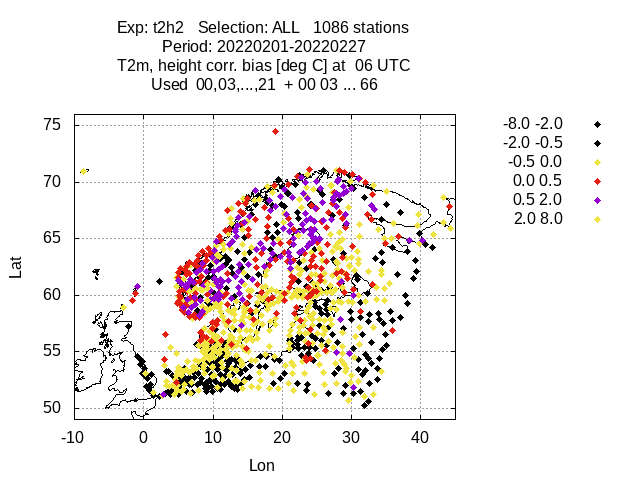 Exp: t2h2   Selection: ALL   1086 stations
Period: 20220201-20220227
T2m, height corr. bias [deg C] at  06 UTC
Used  00,03,...,21  + 00 03 ... 66
-8.0 -2.0
-2.0 -0.5
-0.5 0.0
0.0 0.5
0.5 2.0
2.0 8.0
75
70
65
60
55
50
Lat
-10 0 10 20 30 40
Lon